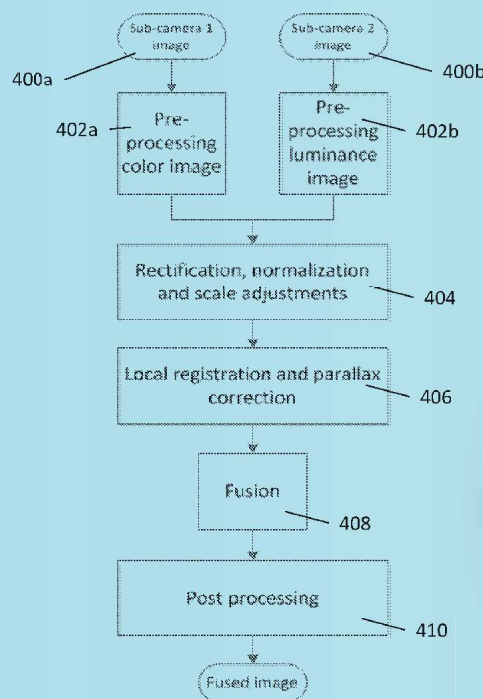 Sub-camera 1
image
Sub-camera 2
image
400a
400b
402a
Pre-
processing
color image
Pre-
processing
luminance
image
402b
Rectification, normalization
and scale adjustments
404
Local registration and parallax
correction
406
Fusion
408
Post processing
410
Fused image